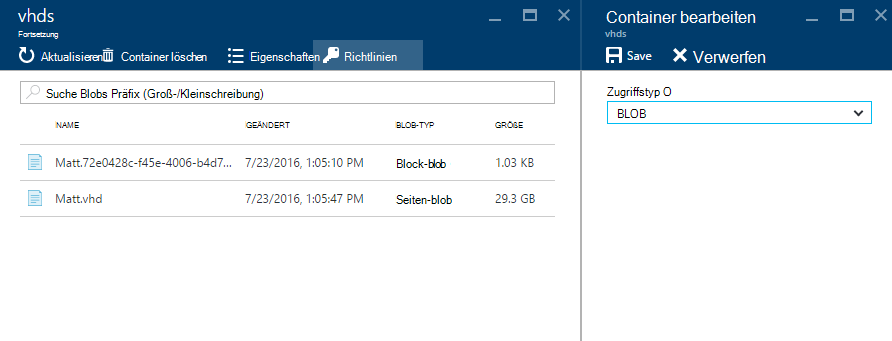 vhds
Fortsetzung
Aktualisieren Container löschen Eigenschaften Richtlinien
Suche Blobs Präfix (Groß-/Kleinschreibung)
NAME GEÄNDERT BLOB-TYP GRÖßE
Matt.72e0428c-f45e-4006-b4d7... 7/23/2016, 1:05:10 PM Block-blob 1.03 KB
Matt.vhd 7/23/2016, 1:05:47 PM Seiten-blob 29.3 GB
Container bearbeiten
vhds
Save Verwerfen
Zugriffstyp O
BLOB